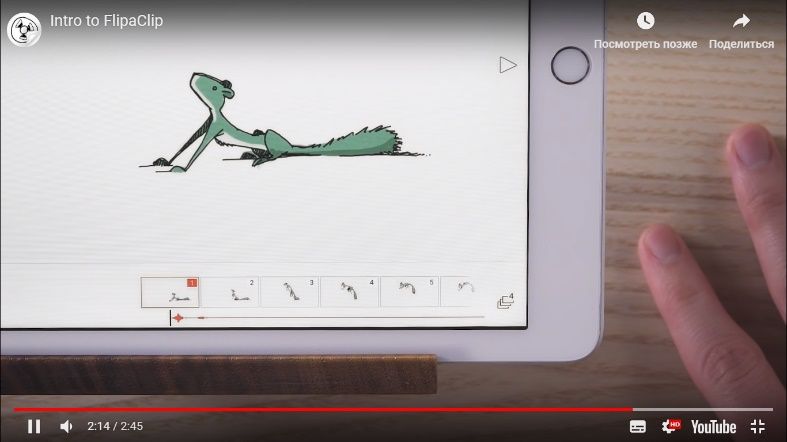 Intro to FlipaClip
Посмотреть позже
Поделиться
1 2 3 4 5
4
2:14 / 2:45
HD
YouTube